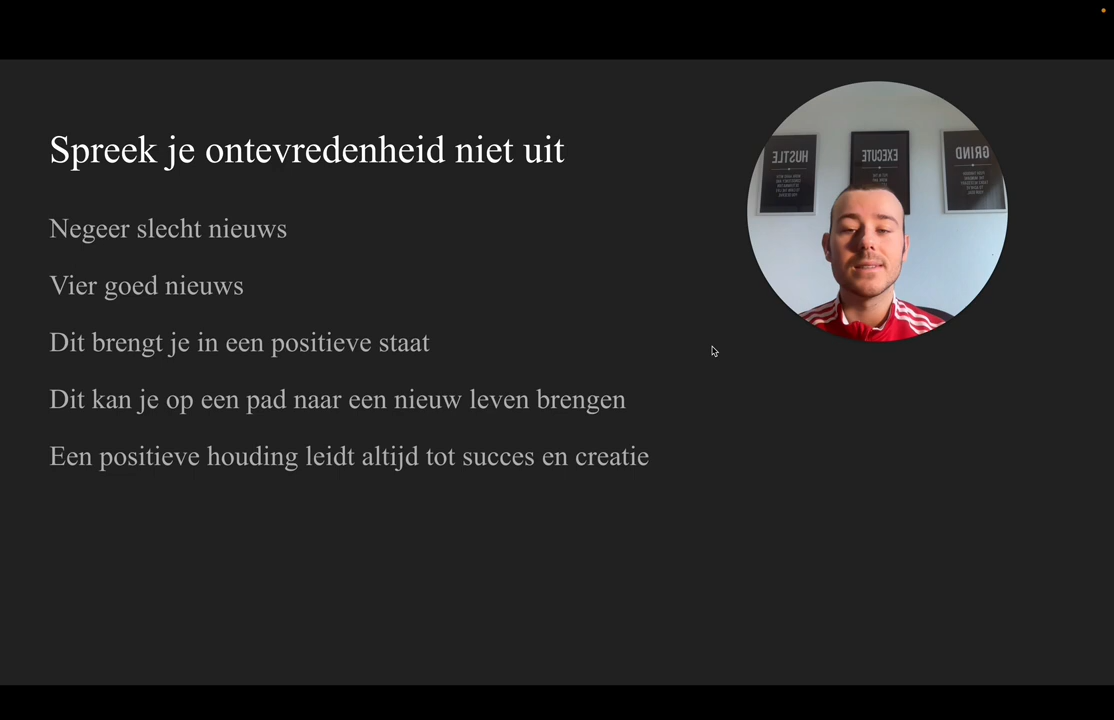 Spreek je ontevredenheid niet uit
Negeer slecht nieuws
Vier goed nieuws
Dit brengt je in een positieve staat
Dit kan je op een pad naar een nieuw leven brengen
Een positieve houding leidt altijd tot succes en creatie
HUSTLE
EXECUTE
GRIND